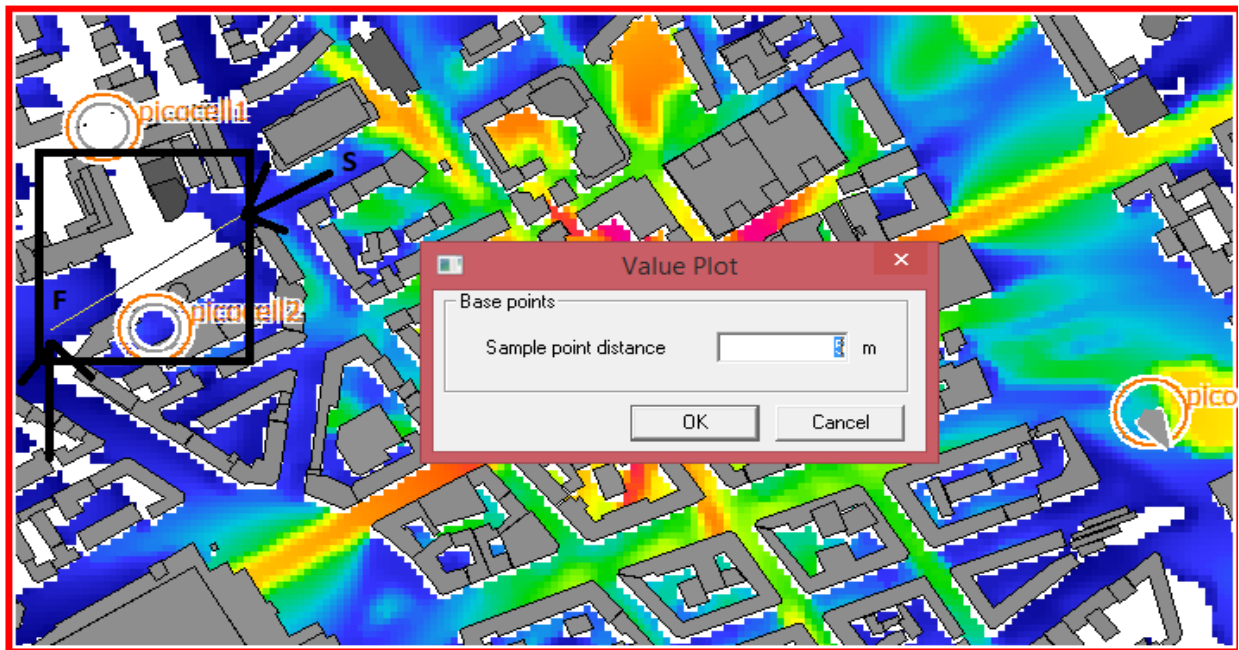 picocell1
S
Value Plot
F
Base points
picocell2
Sample point distance
m
pico
OK
Cancel